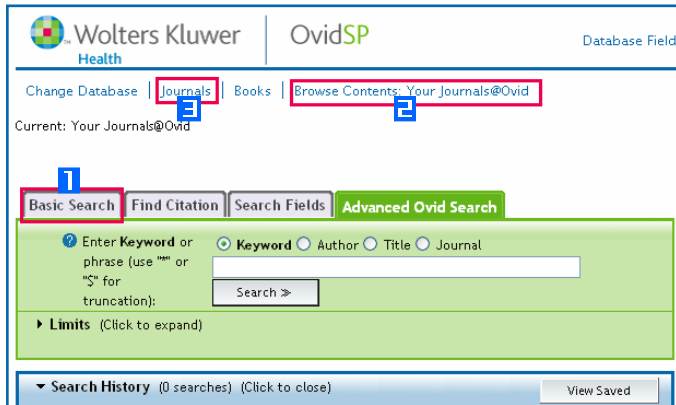 Wolters Kluwer
Health
OvidSP
Database Field
Change Database | Journals | Books | Browse Contents: Your Journals@Ovid
3
2
Current: Your Journals@Ovid
1
Basic Search
Find Citation
Search Fields
Advanced Ovid Search
? Enter Keyword or
phrase (use "*" or
"$" for
truncation):
Keyword Author Title Journal
Search ≫
Limits (Click to expand)
Search History (0 searches) (Click to close)
View Saved